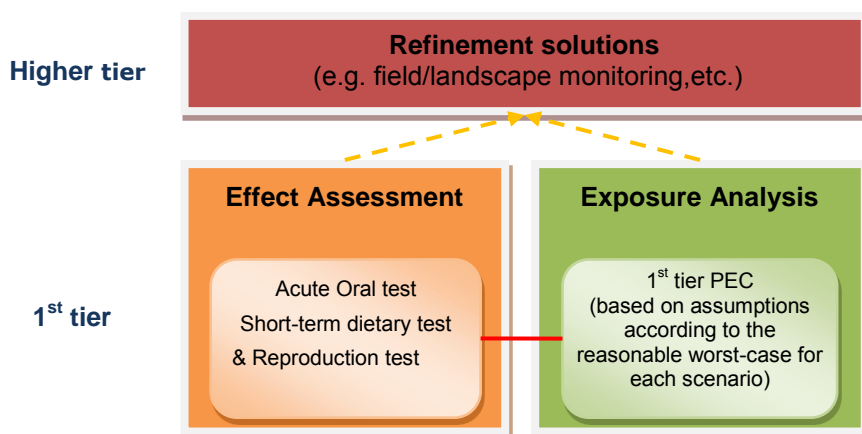 Higher tier
Refinement solutions
(e.g. field/landscape monitoring,etc.)
1st tier
Effect Assessment
Acute Oral test
Short-term dietary test
& Reproduction test
Exposure Analysis
1st tier PEC
(based on assumptions
according to the
reasonable worst-case for
each scenario)